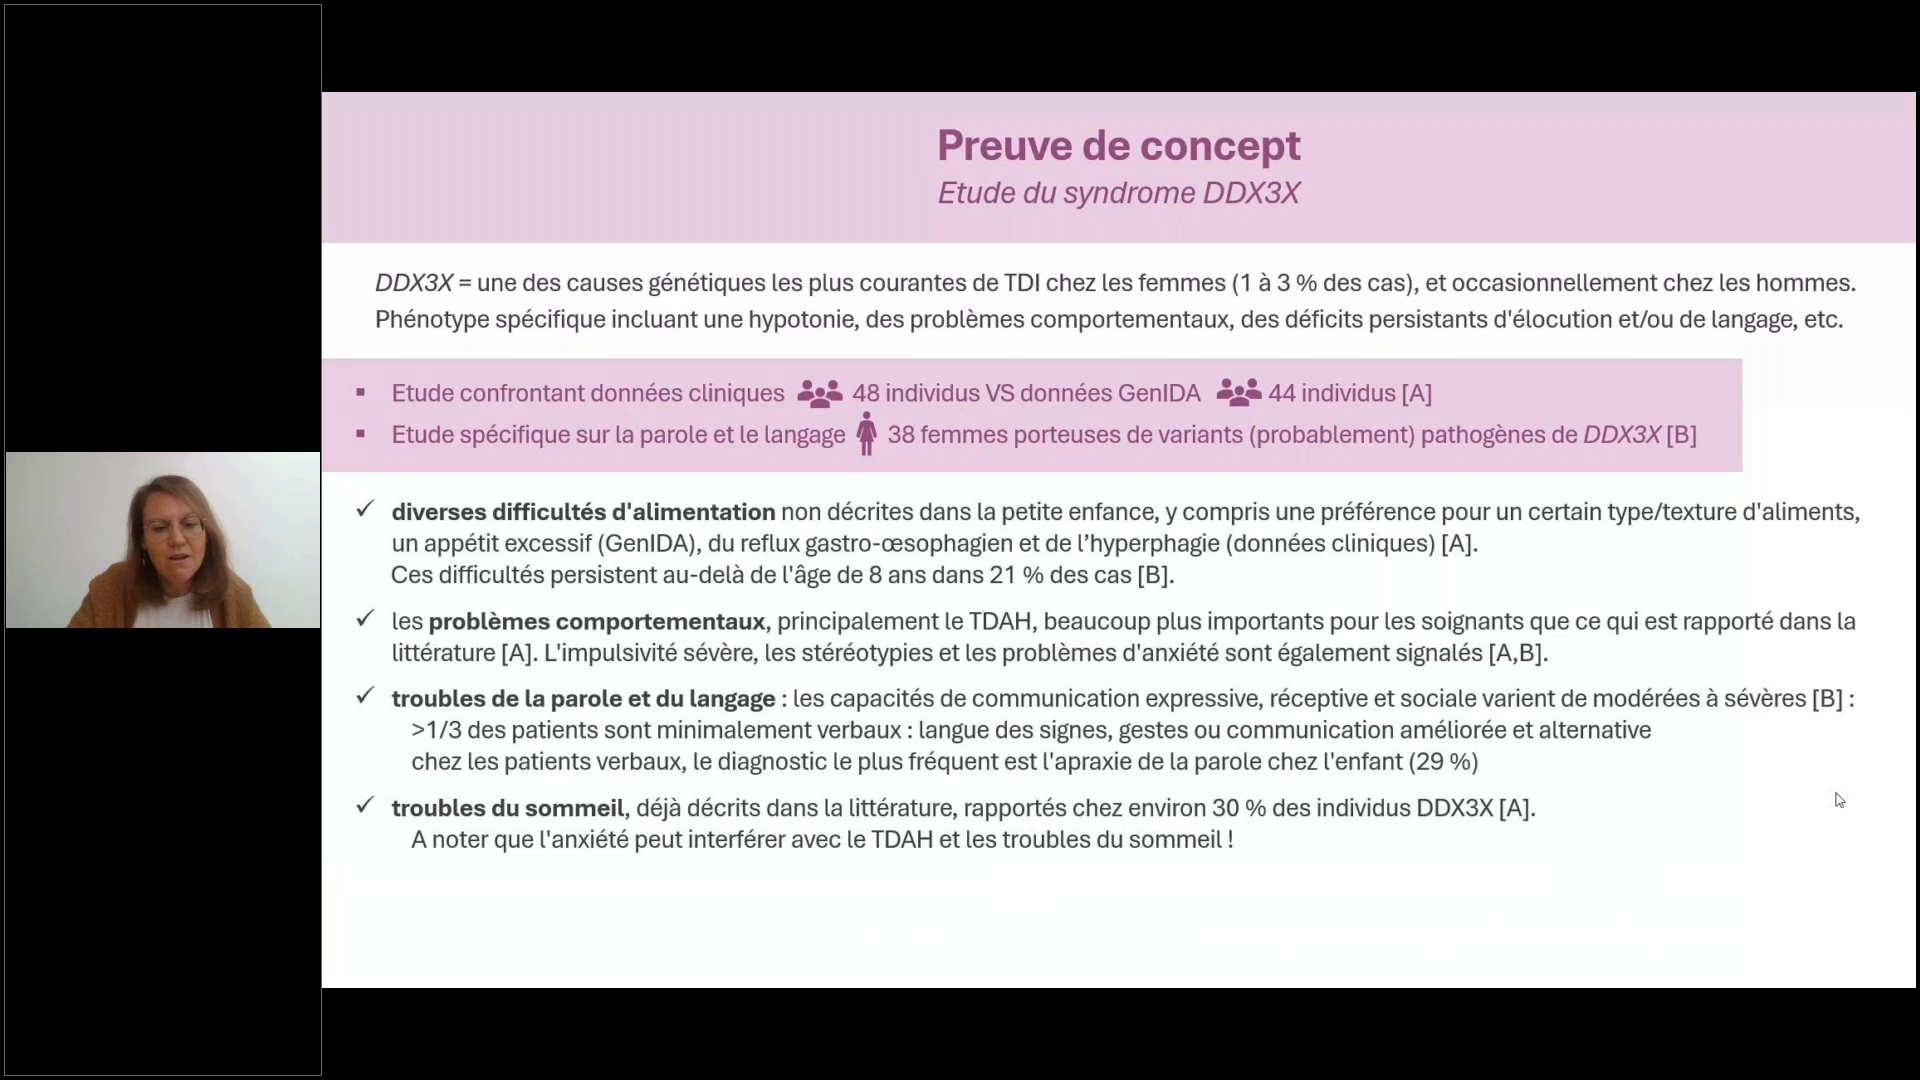 Preuve de concept
Etude du syndrome DDX3X
DDX3X = une des causes génétiques les plus courantes de TDI chez les femmes (1 à 3 % des cas), et occasionnellement chez les hommes.
Phénotype spécifique incluant une hypotonie, des problèmes comportementaux, des déficits persistants d'élocution et/ou de langage, etc.
▪ Etude confrontant données cliniques 48 individus VS données GenIDA 44 individus [A]
▪ Etude spécifique sur la parole et le langage 38 femmes porteuses de variants (probablement) pathogènes de DDX3X [B]
✓ diverses difficultés d'alimentation non décrites dans la petite enfance, y compris une préférence pour un certain type/texture d'aliments,
un appétit excessif (GenIDA), du reflux gastro-œsophagien et de l’hyperphagie (données cliniques) [A].
Ces difficultés persistent au-delà de l'âge de 8 ans dans 21 % des cas [B].
✓ les problèmes comportementaux, principalement le TDAH, beaucoup plus importants pour les soignants que ce qui est rapporté dans la
littérature [A]. L'impulsivité sévère, les stéréotypies et les problèmes d'anxiété sont également signalés [A,B].
✓ troubles de la parole et du langage : les capacités de communication expressive, réceptive et sociale varient de modérées à sévères [B] :
>1/3 des patients sont minimalement verbaux : langue des signes, gestes ou communication améliorée et alternative
chez les patients verbaux, le diagnostic le plus fréquent est l'apraxie de la parole chez l'enfant (29 %)
✓ troubles du sommeil, déjà décrits dans la littérature, rapportés chez environ 30 % des individus DDX3X [A].
A noter que l'anxiété peut interférer avec le TDAH et les troubles du sommeil !